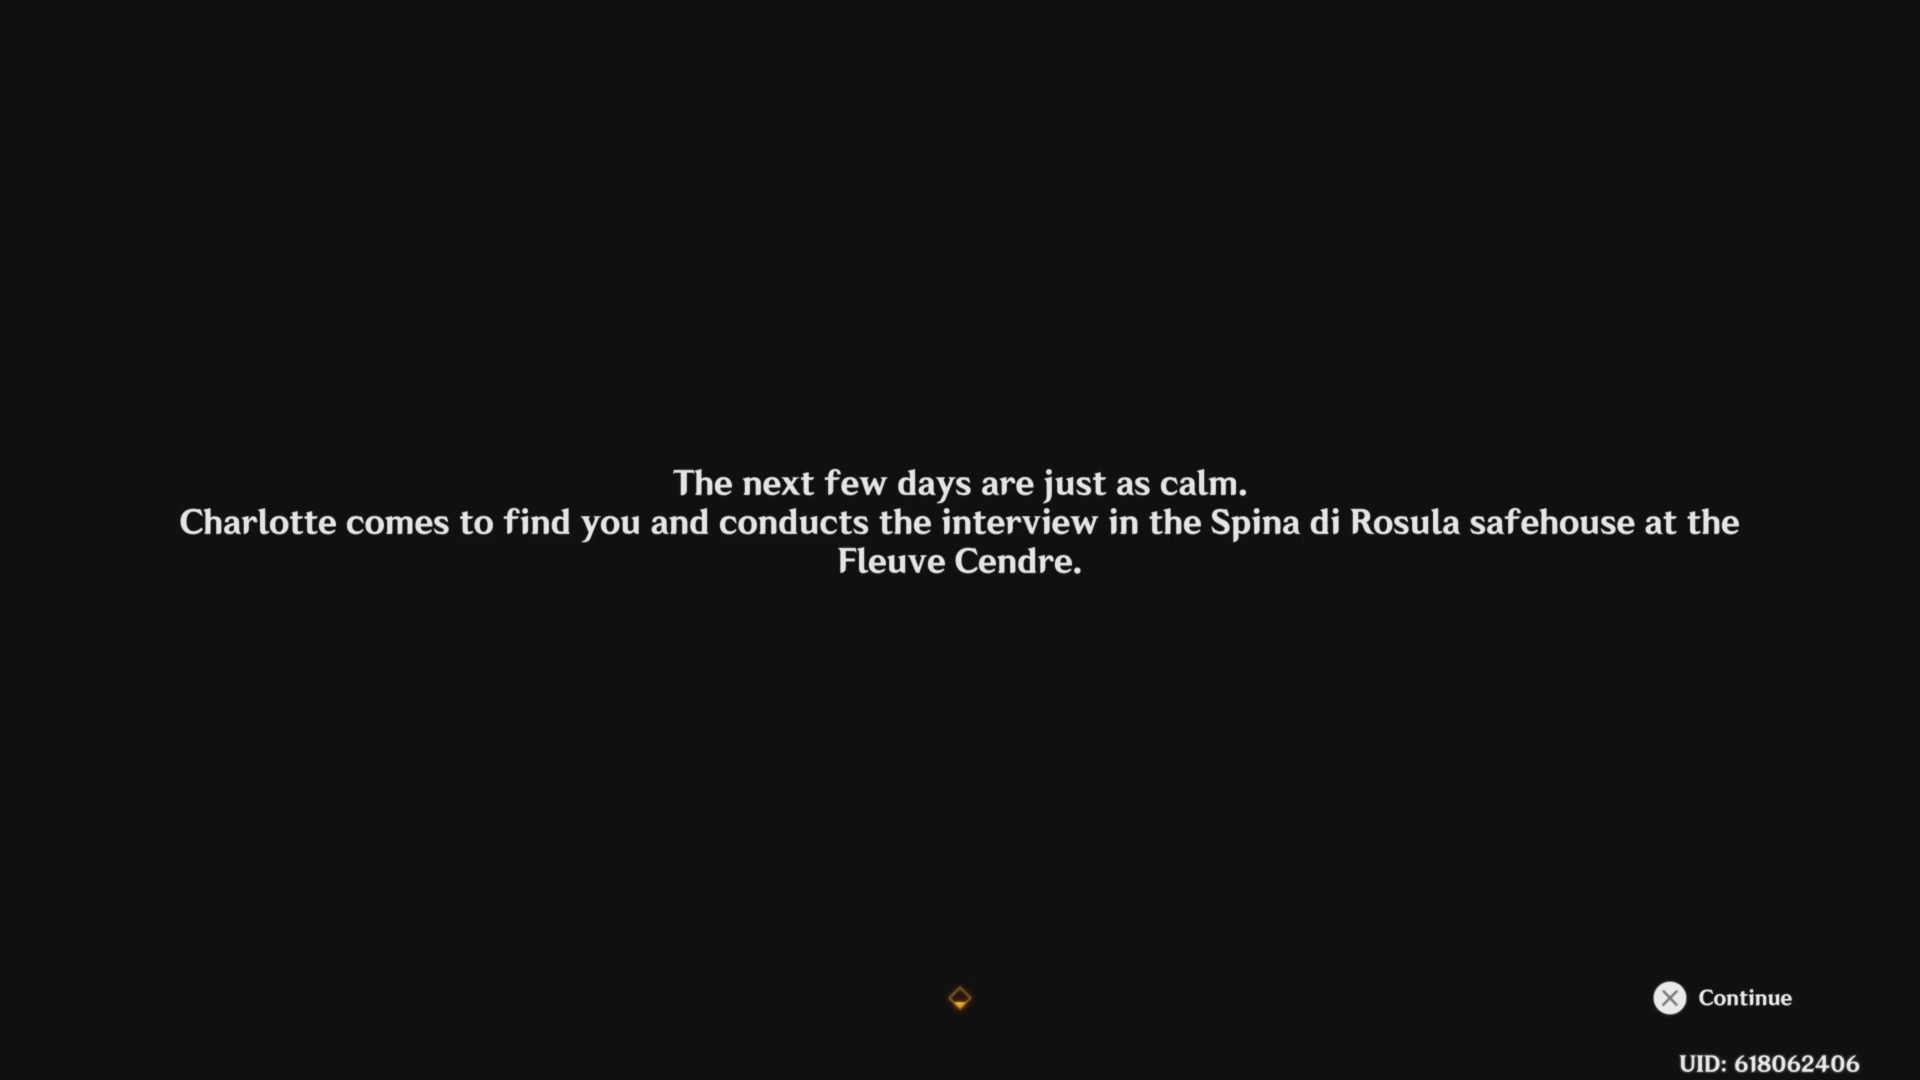 The next few days are just as calm.
Charlotte comes to find you and conducts the interview in the Spina di Rosula safehouse at the
Fleuve Cendre.
Continue
UID: 618062406